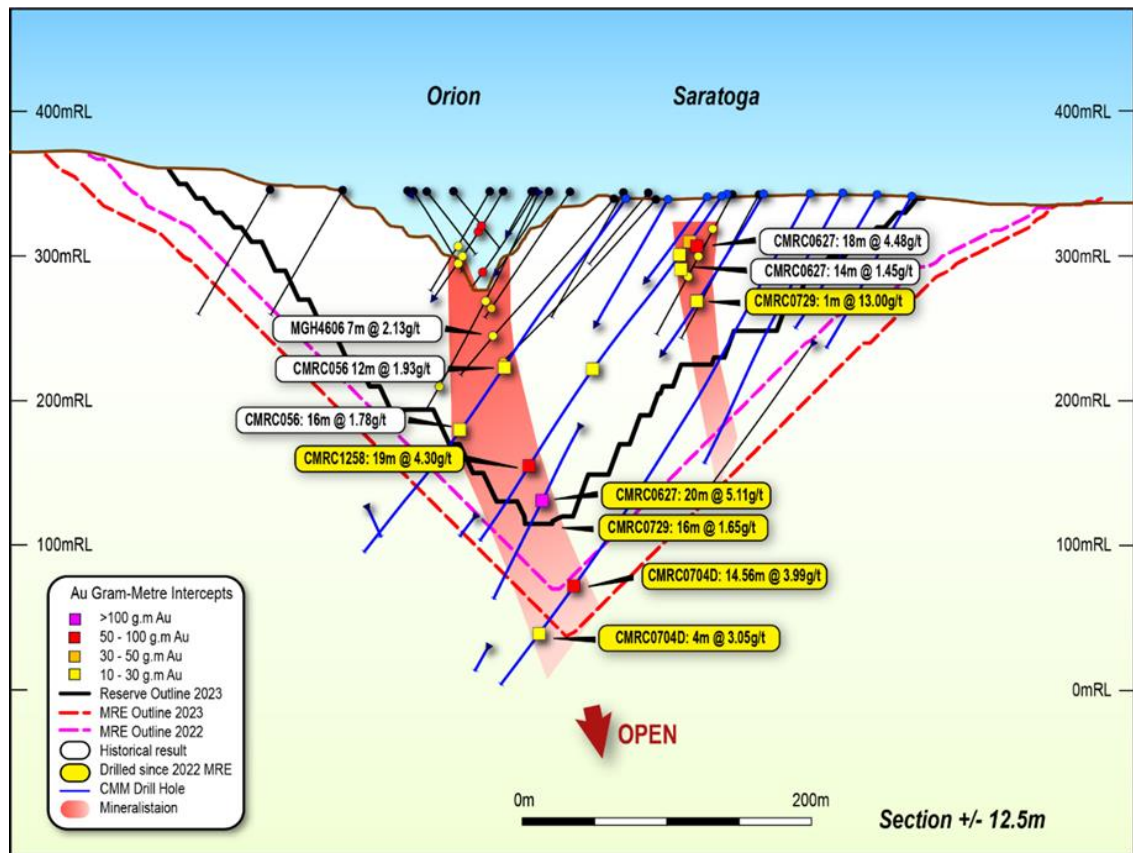 Orion
Saratoga
400mRL
400mRL
300mRL
300mRL
200mRL
200mRL
100mRL
100mRL
0mRL
CMRC0627: 18m @ 4.48g/t
CMRC0627: 14m @ 1.45g/t
CMRC0729: 1m @ 13.00g/t
MGH4606 7m @ 2.13g/t
CMRC056 12m @ 1.93g/t
CMRC056: 16m @ 1.78g/t
CMRC1258: 19m @ 4.30g/t
CMRC0627: 20m @ 5.11g/t
CMRC0729: 16m @ 1.65g/t
CMRC0704D: 14.56m @ 3.99g/t
CMRC0704D: 4m @ 3.05g/t
Au Gram-Metre Intercepts
>100 g.m Au
50 - 100 g.m Au
30 - 50 g.m Au
10 - 30 g.m Au
Reserve Outline 2023
MRE Outline 2023
MRE Outline 2022
Historical result
Drilled since 2022 MRE
CMM Drill Hole
Mineralistaion
OPEN
0m
200m
Section +/- 12.5m